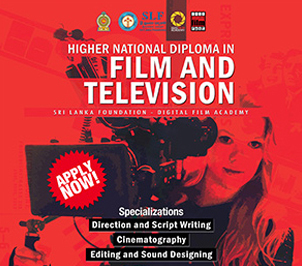 SLF
HIGHER NATIONAL DIPLOMA IN
FILM AND
TELEVISION
SRI LANKA FOUNDATION - DIGITAL FILM ACADEMY
APPLY
NOW!
Specializations
Direction and Script Writing
Cinematography
Editing and Sound Designing